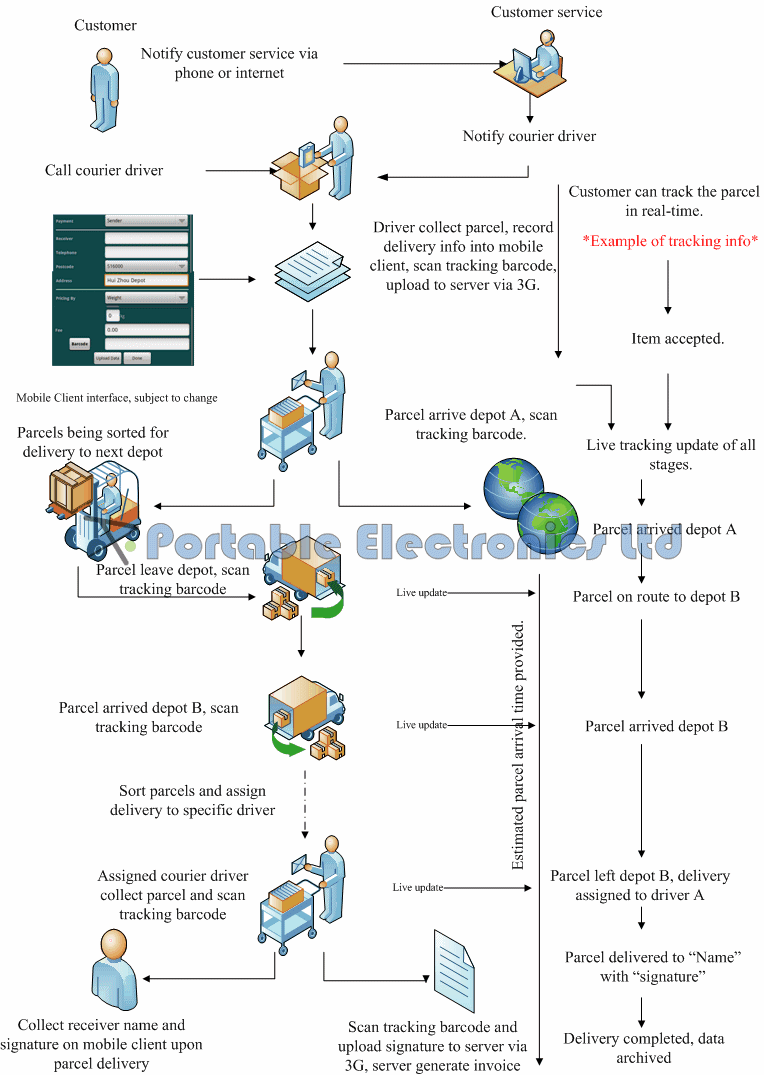 Customer service
Customer
Notify customer service via
phone or internet
Notify courier driver
Call courier driver
Customer can track the parcel
in real-time.
*Example of tracking info*
Driver collect parcel, record
delivery info into mobile
client, scan tracking barcode,
upload to server via 3G.
Payment Sender
Receiver
Telephone
Postcode 516000
Address Hui Zhou Depot
Pricing By Weight
0
Fee 0.00
Barcode
Upload Data Done
Item accepted.
Mobile Client interface, subject to change
Parcel arrive depot A, scan
tracking barcode.
Parcels being sorted for
delivery to next depot
Live tracking update of all
stages.
Parcel arrived depot A
Portable Electronics Ltd
Parcel leave depot, scan
tracking barcode
Live update
Parcel on route to depot B
Estimated parcel arrival time provided.
Parcel arrived depot B, scan
tracking barcode
Live update
Parcel arrived depot B
Sort parcels and assign
delivery to specific driver
Assigned courier driver
collect parcel and scan
tracking barcode
Live update
Parcel left depot B, delivery
assigned to driver A
Parcel delivered to “Name”
with “signature”
Collect receiver name and
signature on mobile client upon
parcel delivery
Scan tracking barcode and
upload signature to server via
3G, server generate invoice
Delivery completed, data
archived